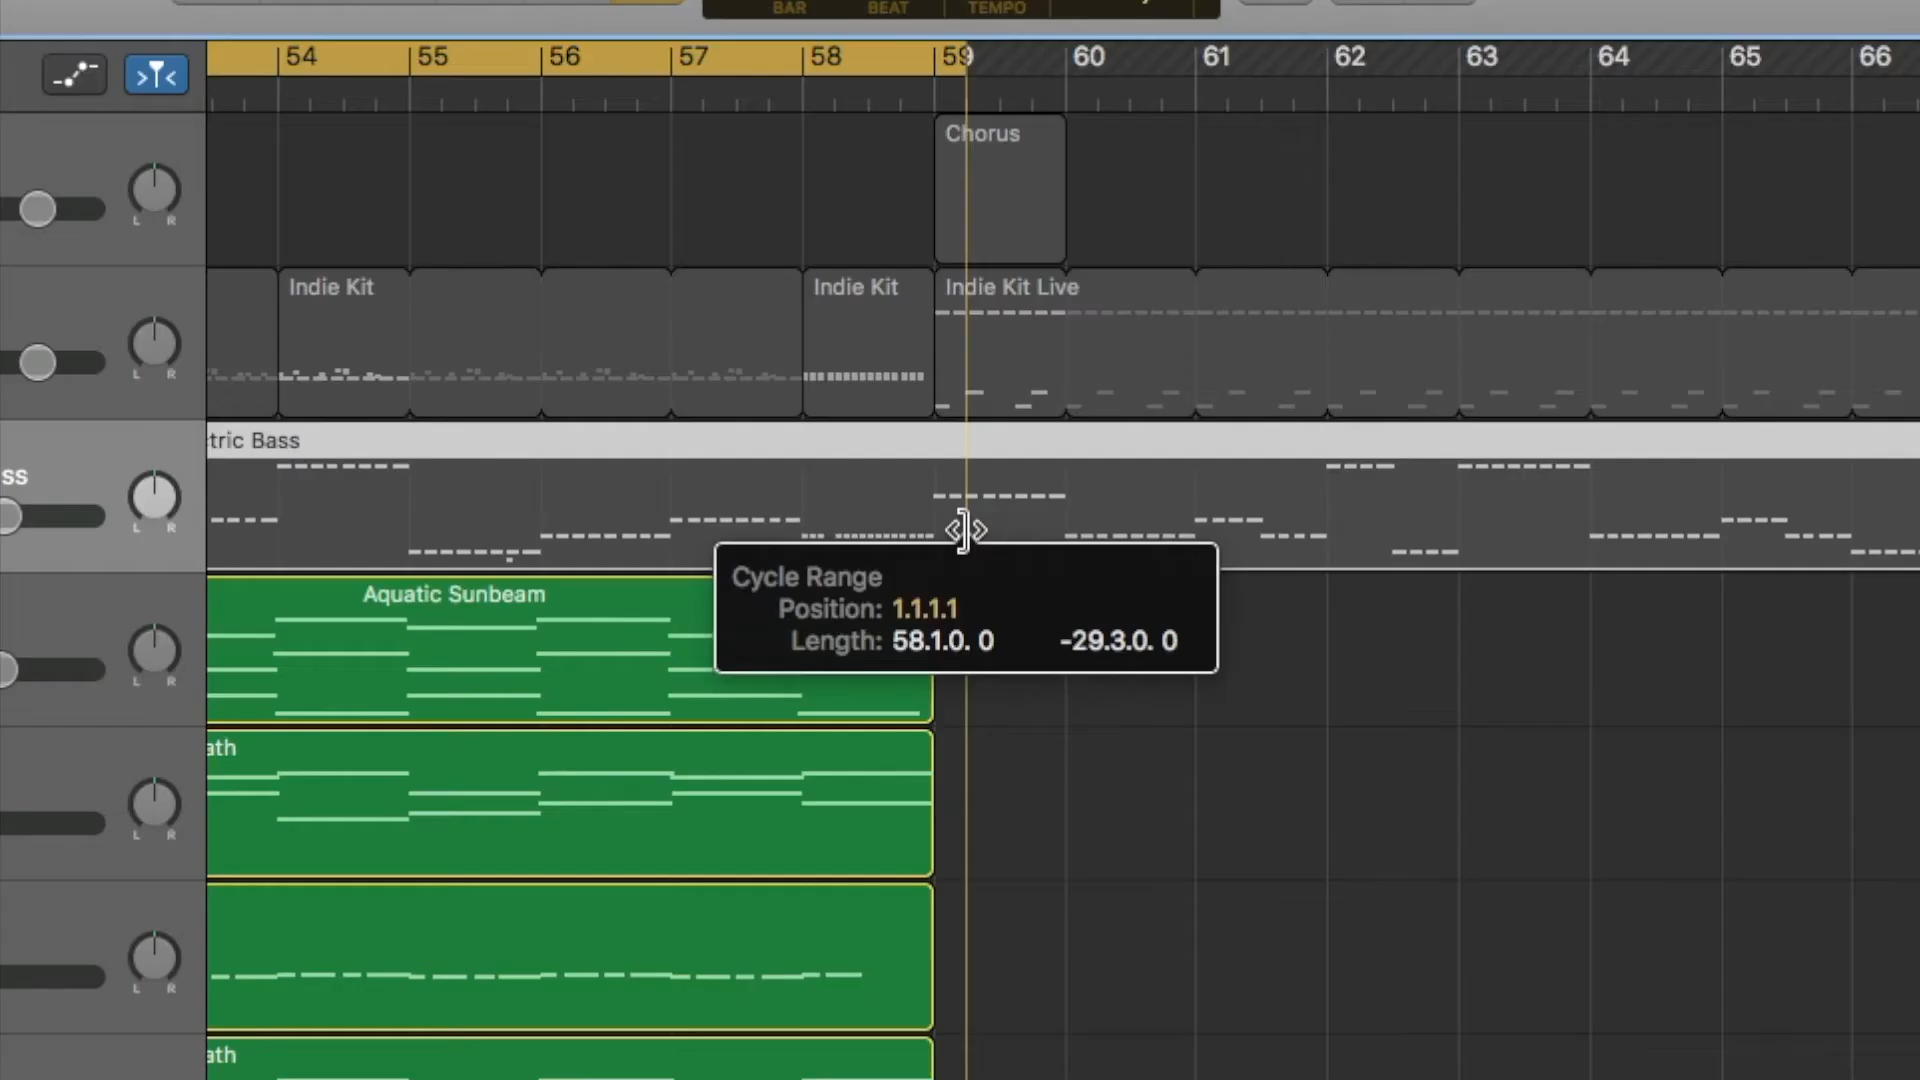 BAR BEAT TEMPO
54 55 56 57 58 59 60 61 62 63 64 65 66
Chorus
L R
Indie Kit Indie Kit Indie Kit Live
L R
tric Bass
ss
L R
Aquatic Sunbeam
Cycle Range
Position: 1.1.1.1
Length: 58.1.0. 0 -29.3.0. 0
L R
ath
L R
L R
ath